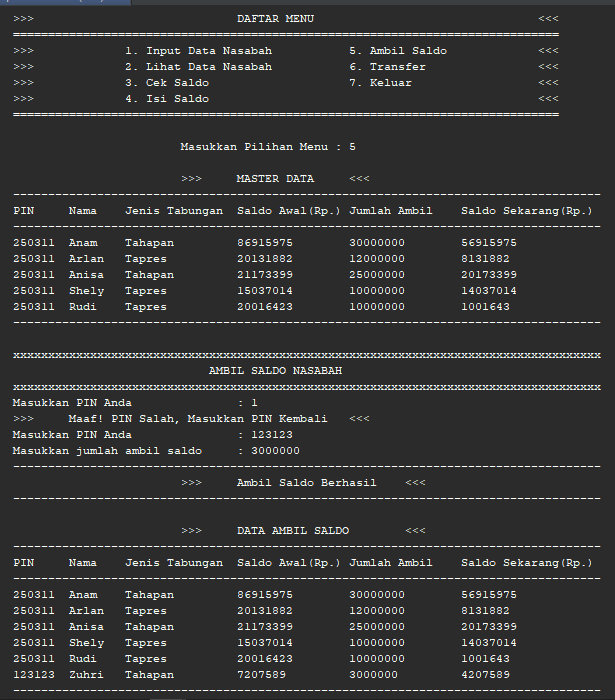 >>> DAFTAR MENU <<<
==============================================================================
>>> 1. Input Data Nasabah 5. Ambil Saldo <<<
>>> 2. Lihat Data Nasabah 6. Transfer <<<
>>> 3. Cek Saldo 7. Keluar <<<
>>> 4. Isi Saldo <<<
==============================================================================
Masukkan Pilihan Menu : 5
>>> MASTER DATA <<<
------------------------------------------------------------------------------------
PIN Nama Jenis Tabungan Saldo Awal(Rp.) Jumlah Ambil Saldo Sekarang(Rp.)
------------------------------------------------------------------------------------
250311 Anam Tahapan 86915975 30000000 56915975
250311 Arlan Tapres 20131882 12000000 8131882
250311 Anisa Tahapan 21173399 25000000 20173399
250311 Shely Tapres 15037014 10000000 14037014
250311 Rudi Tapres 20016423 10000000 1001643
------------------------------------------------------------------------------------
xxxxxxxxxxxxxxxxxxxxxxxxxxxxxxxxxxxxxxxxxxxxxxxxxxxxxxxxxxxxxxxxxxxxxxxxxxxxxxxxxxxx
AMBIL SALDO NASABAH
xxxxxxxxxxxxxxxxxxxxxxxxxxxxxxxxxxxxxxxxxxxxxxxxxxxxxxxxxxxxxxxxxxxxxxxxxxxxxxxxxxxx
Masukkan PIN Anda : 1
>>> Maaf! PIN Salah, Masukkan PIN Kembali <<<
Masukkan PIN Anda : 123123
Masukkan jumlah ambil saldo : 3000000
------------------------------------------------------------------------------------
>>> Ambil Saldo Berhasil <<<
------------------------------------------------------------------------------------
>>> DATA AMBIL SALDO <<<
------------------------------------------------------------------------------------
PIN Nama Jenis Tabungan Saldo Awal(Rp.) Jumlah Ambil Saldo Sekarang(Rp.)
------------------------------------------------------------------------------------
250311 Anam Tahapan 86915975 30000000 56915975
250311 Arlan Tapres 20131882 12000000 8131882
250311 Anisa Tahapan 21173399 25000000 20173399
250311 Shely Tapres 15037014 10000000 14037014
250311 Rudi Tapres 20016423 10000000 1001643
123123 Zuhri Tahapan 7207589 3000000 4207589
------------------------------------------------------------------------------------